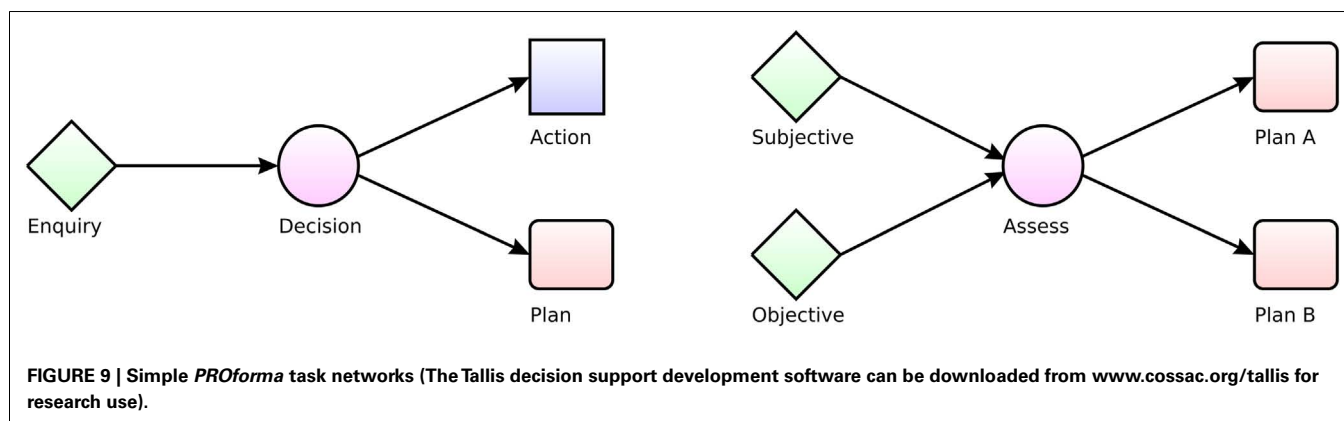 Enquiry
Decision
Action
Plan
Subjective
Objective
Assess
Plan A
Plan B
FIGURE 9 | Simple PROforma task networks (The Tallis decision support development software can be downloaded from www.cossac.org/tallis for
research use).